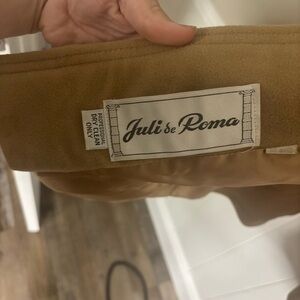 Juli de Roma
PROFESSIONAL
DRY CLEAN
ONLY